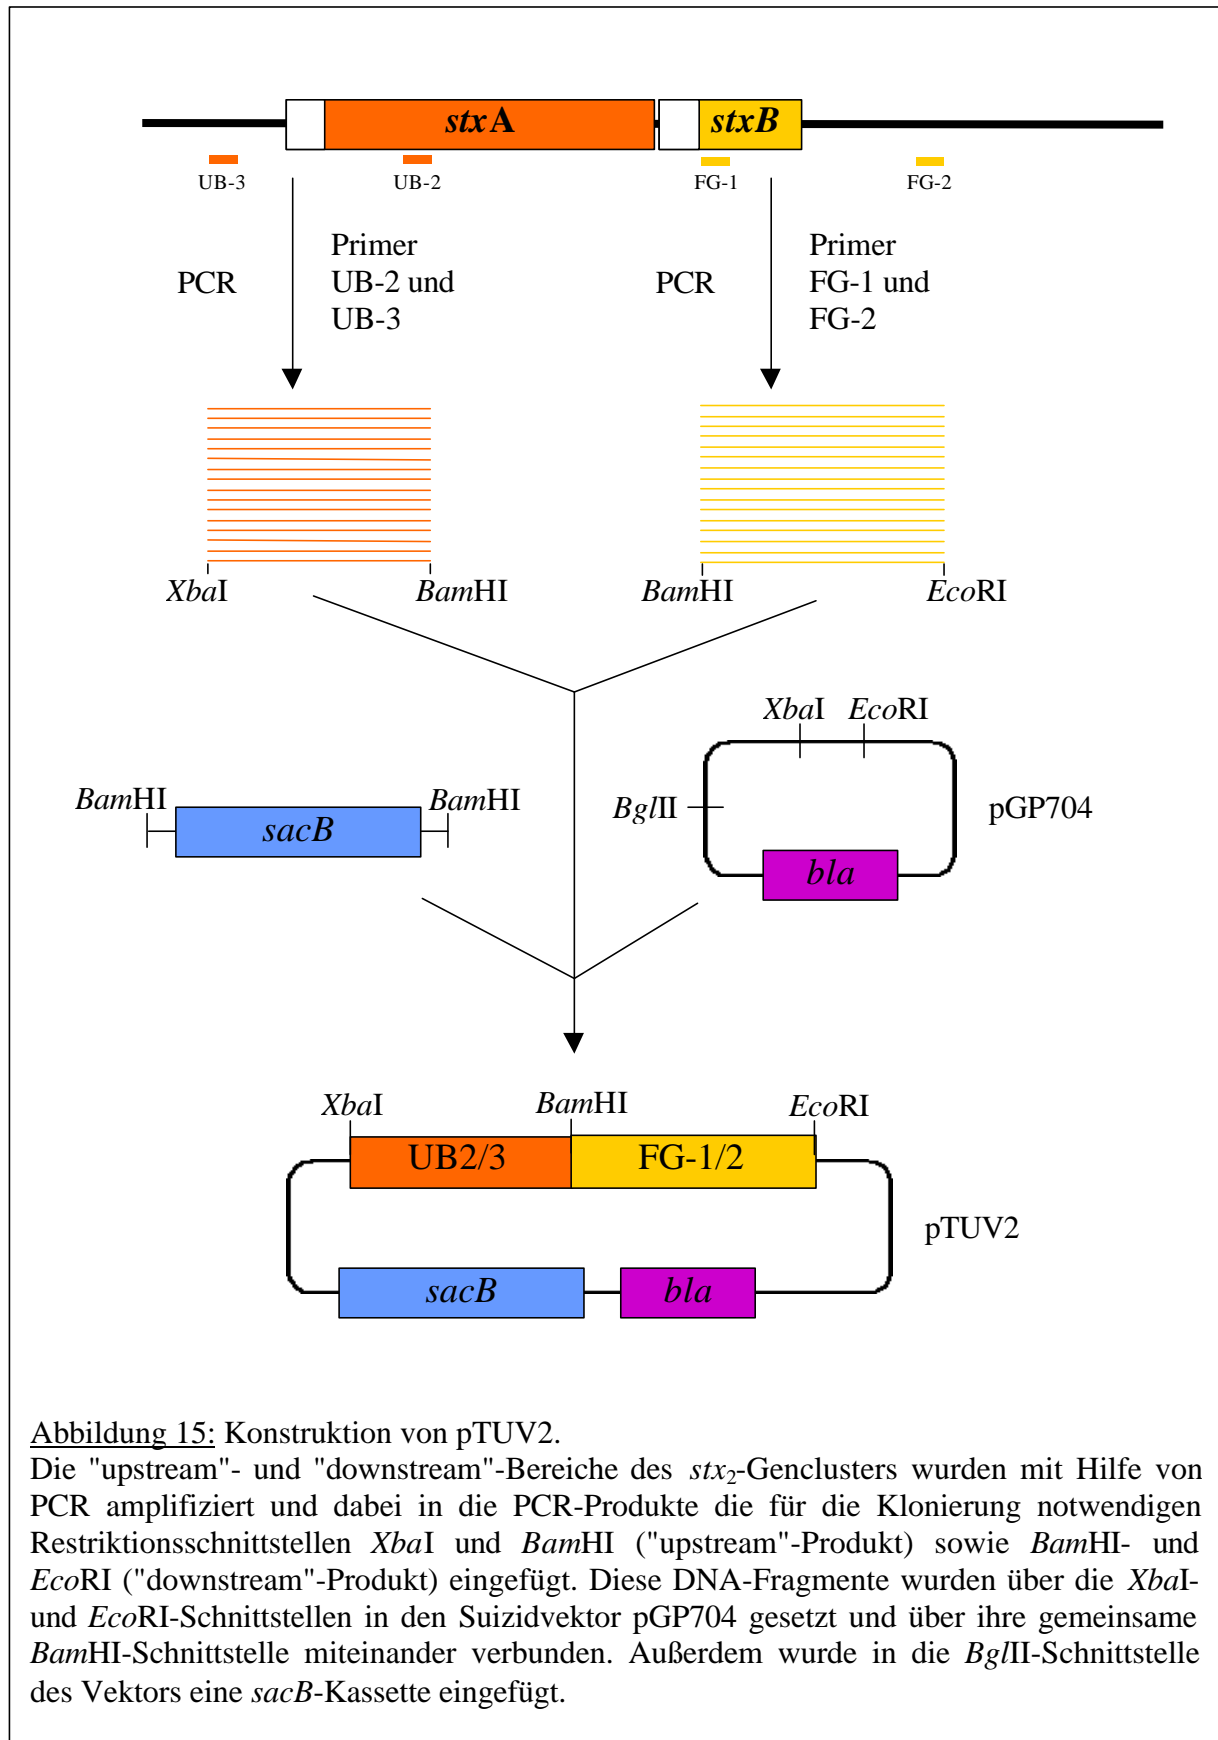 stxA stxB
UB-3 UB-2 FG-1 FG-2
PCR
Primer
UB-2 und
UB-3
PCR
Primer
FG-1 und
FG-2
XbaI BamHI BamHI EcoRI
XbaI EcoRI
BamHI sacB BamHI
BglII
pGP704
bla
XbaI BamHI EcoRI
UB2/3 FG-1/2
pTUV2
sacB bla
Abbildung 15: Konstruktion von pTUV2.
Die "upstream"- und "downstream"-Bereiche des stx₂-Genclusters wurden mit Hilfe von
PCR amplifiziert und dabei in die PCR-Produkte die für die Klonierung notwendigen
Restriktionsschnittstellen XbaI und BamHI ("upstream"-Produkt) sowie BamHI- und
EcoRI ("downstream"-Produkt) eingefügt. Diese DNA-Fragmente wurden über die XbaI-
und EcoRI-Schnittstellen in den Suizidvektor pGP704 gesetzt und über ihre gemeinsame
BamHI-Schnittstelle miteinander verbunden. Außerdem wurde in die BglII-Schnittstelle
des Vektors eine sacB-Kassette eingefügt.